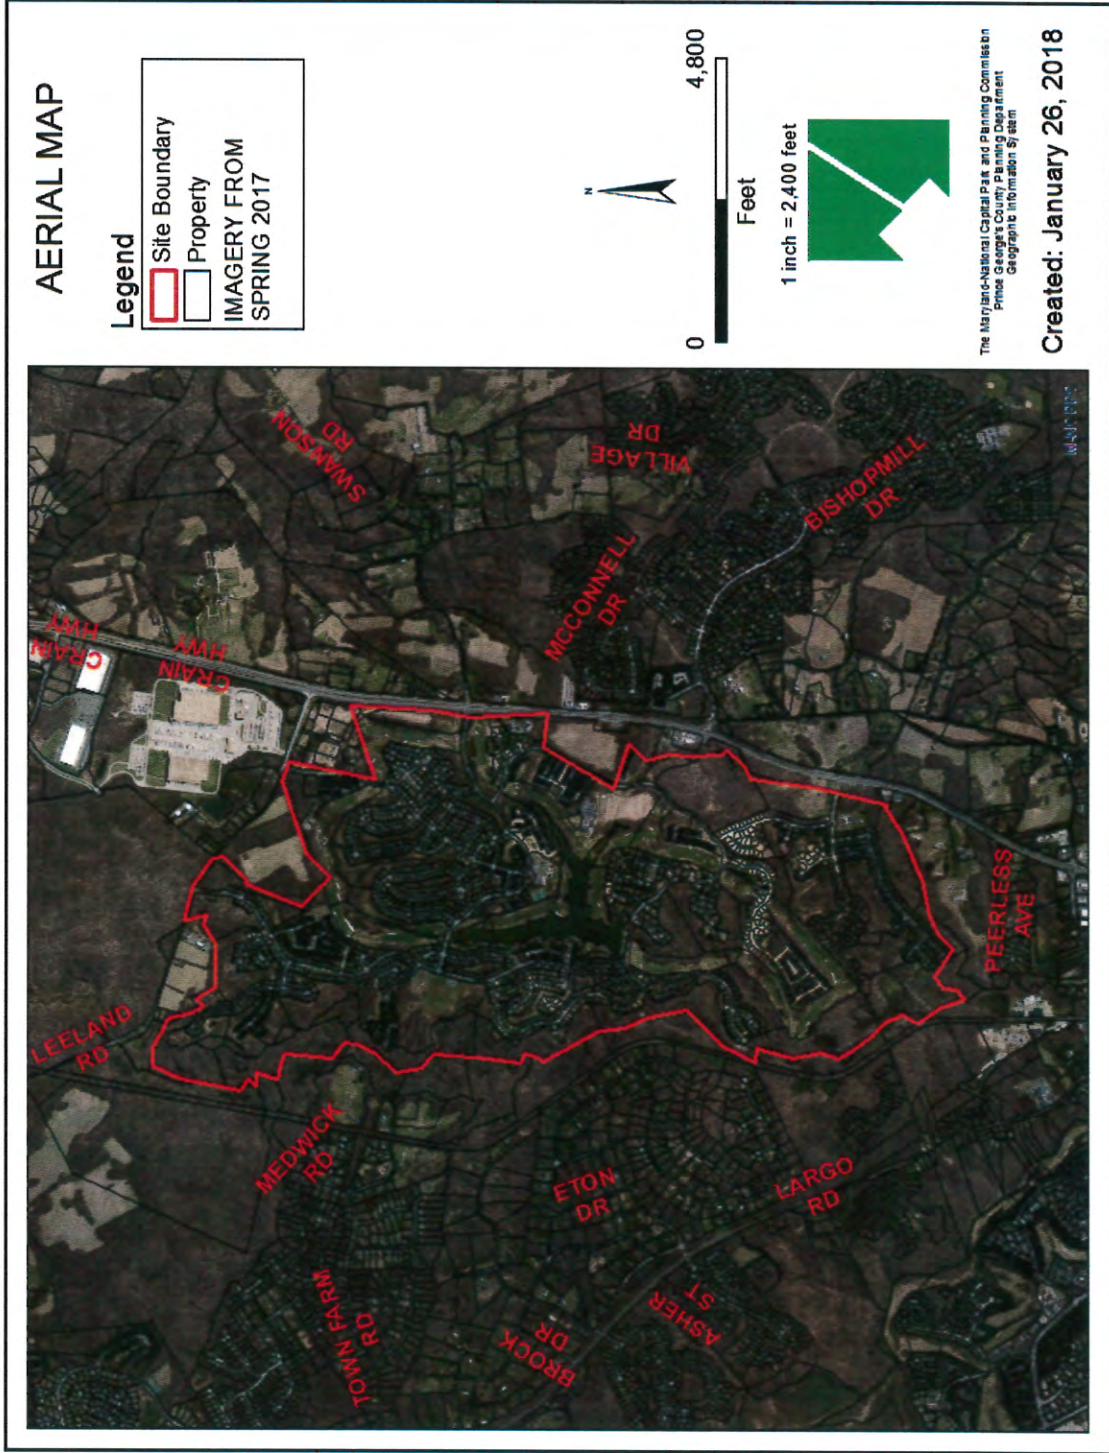 AERIAL MAP
Legend
Site Boundary
Property
IMAGERY FROM
SPRING 2017
N
0
4,800
Feet
1 inch = 2,400 feet
The Maryland-National Capital Park and Planning Commission
Prince George's County Planning Department
Geographic Information System
Created: January 26, 2018
CRAIN
HWY
CRAIN
HWY
SWANSON
RD
VILLAGE
DR
MCCONNELL
DR
BISHOPMILL
DR
LEELAND
RD
MEDWICK
RD
TOWN FARM
RD
ETON
DR
BROCK
DR
ASHER
ST
LARGO
RD
PEERLESS
AVE